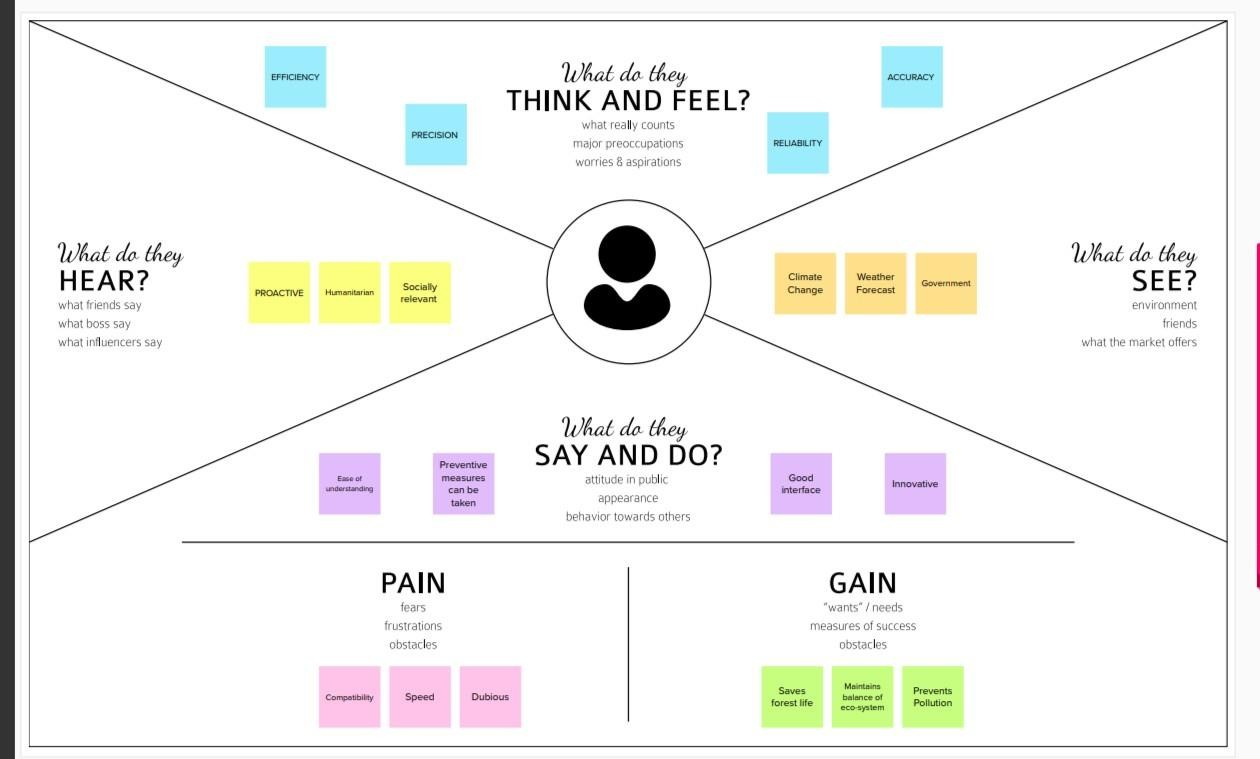 What do they
THINK AND FEEL?
what really counts
major preoccupations
worries & aspirations
EFFICIENCY
PRECISION
RELIABILITY
ACCURACY
What do they
HEAR?
what friends say
what boss say
what influencers say
PROACTIVE
Humanitarian
Socially
relevant
Climate
Change
Weather
Forecast
Government
What do they
SEE?
environment
friends
what the market offers
What do they
SAY AND DO?
attitude in public
appearance
behavior towards others
Ease of
understanding
Preventive
measures
can be
taken
Good
interface
Innovative
PAIN
fears
frustrations
obstacles
Compatibility
Speed
Dubious
GAIN
"wants" / needs
measures of success
obstacles
Saves
forest life
Maintains
balance of
eco-system
Prevents
Pollution